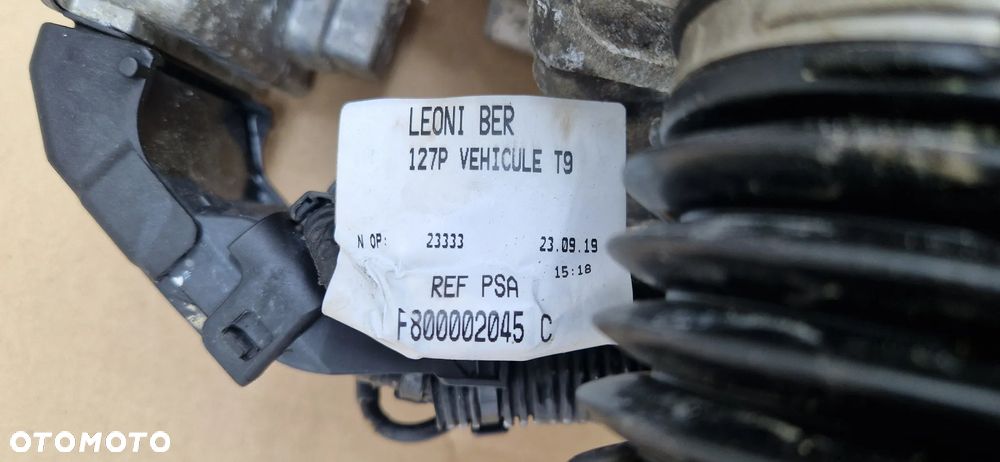 LEONI BER
127P VEHICULE T9
N OP: 23333 23.09.19
15:18
REF PSA
F800002045 C
OTOMOTO